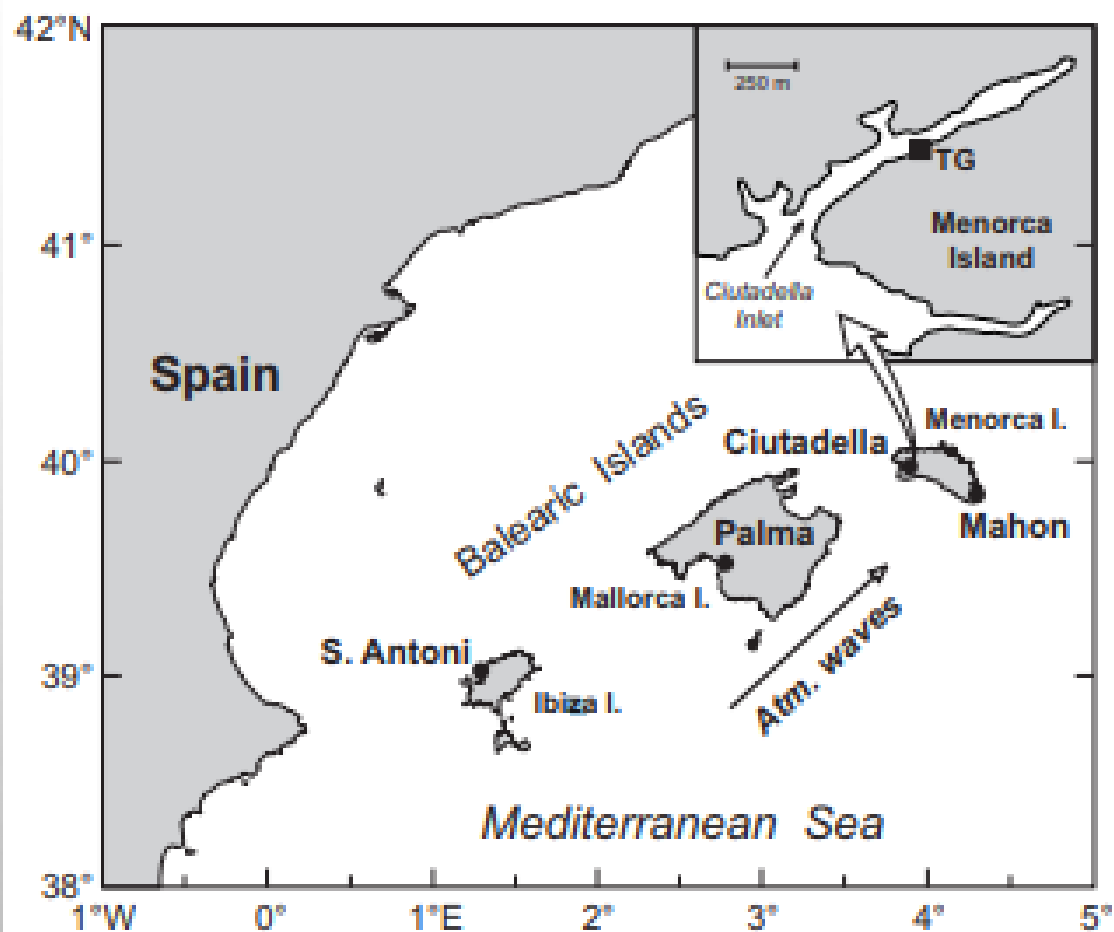 42°N
250 m
TG
Menorca
Island
Ciutadella
Inlet
41°
Spain
Balearic Islands
Ciutadella
Menorca I.
40°
Mahon
Palma
Mallorca I.
S. Antoni
Ibiza I.
Atm. waves
39°
Mediterranean Sea
38°
1°W 0° 1°E 2° 3° 4° 5°